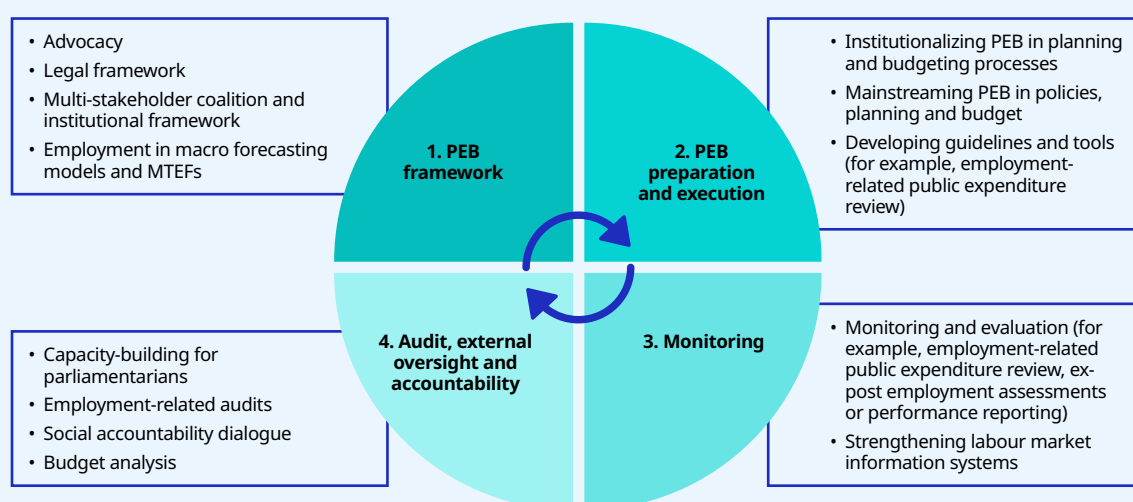 • Advocacy
• Legal framework
• Multi-stakeholder coalition and
institutional framework
• Employment in macro forecasting
models and MTEFs
1. PEB
framework
2. PEB
preparation
and execution
• Institutionalizing PEB in planning
and budgeting processes
• Mainstreaming PEB in policies,
planning and budget
• Developing guidelines and tools
(for example, employment-
related public expenditure
review)
• Capacity-building for
parliamentarians
• Employment-related audits
• Social accountability dialogue
• Budget analysis
4. Audit, external
oversight and
accountability
3. Monitoring
• Monitoring and evaluation (for
example, employment-related
public expenditure review, ex-
post employment assessments
or performance reporting)
• Strengthening labour market
information systems